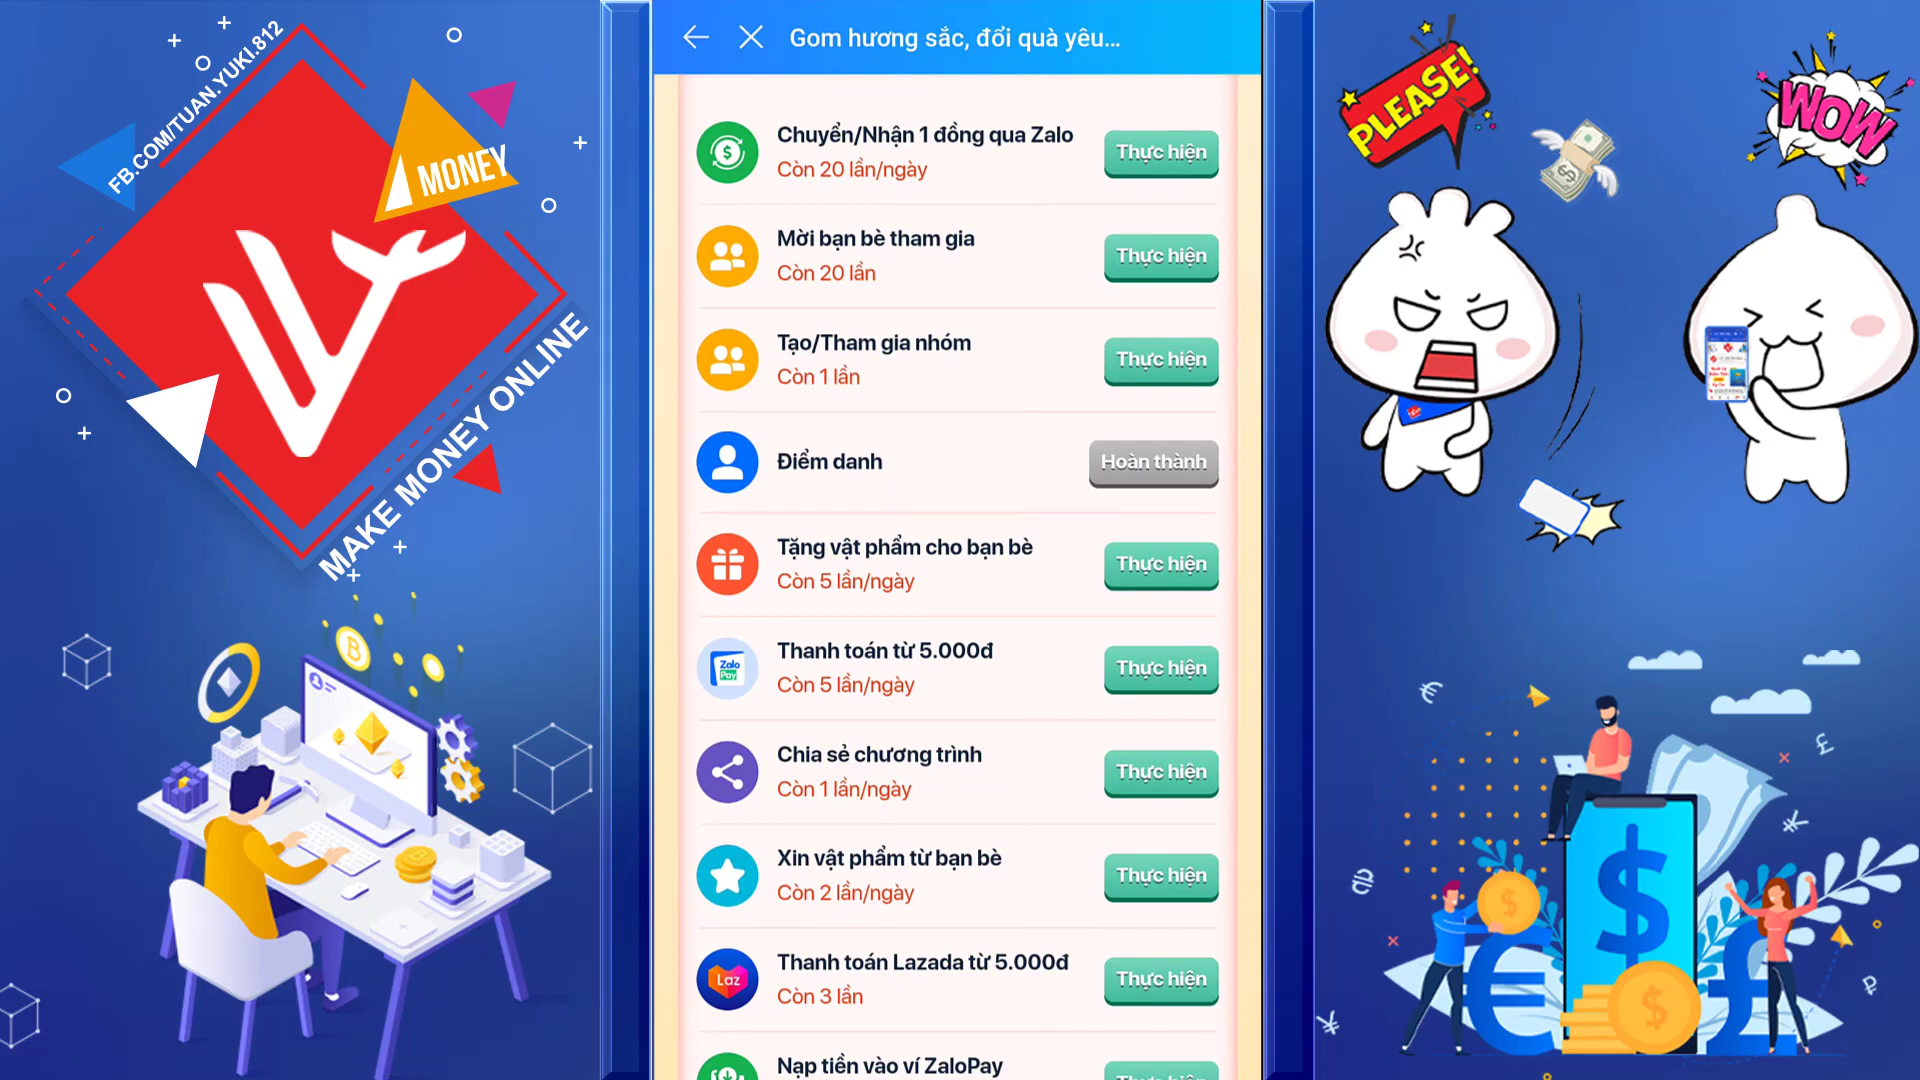 FB.COM/TUAN.YUKI.812
MONEY
MAKE MONEY ONLINE
Gom hương sắc, đổi quà yêu...
Chuyển/Nhận 1 đồng qua Zalo
Còn 20 lần/ngày
Thực hiện
Mời bạn bè tham gia
Còn 20 lần
Thực hiện
Tạo/Tham gia nhóm
Còn 1 lần
Thực hiện
Điểm danh
Hoàn thành
Tặng vật phẩm cho bạn bè
Còn 5 lần/ngày
Thực hiện
Zalo
Pay
Thanh toán từ 5.000đ
Còn 5 lần/ngày
Thực hiện
Chia sẻ chương trình
Còn 1 lần/ngày
Thực hiện
Xin vật phẩm từ bạn bè
Còn 2 lần/ngày
Thực hiện
Laz
Thanh toán Lazada từ 5.000đ
Còn 3 lần
Thực hiện
Nạp tiền vào ví ZaloPay
Thực hiện
PLEASE!
WOW